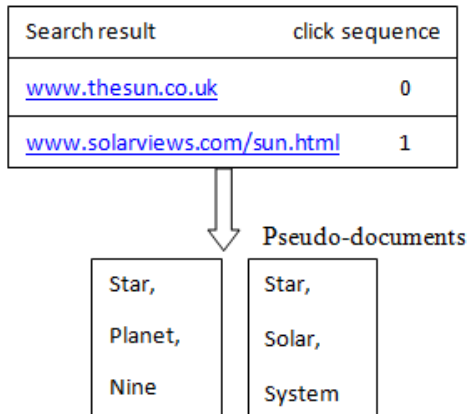 Search result click sequence
www.thesun.co.uk 0
www.solarviews.com/sun.html 1
Pseudo-documents
Star,
Planet,
Nine
Star,
Solar,
System